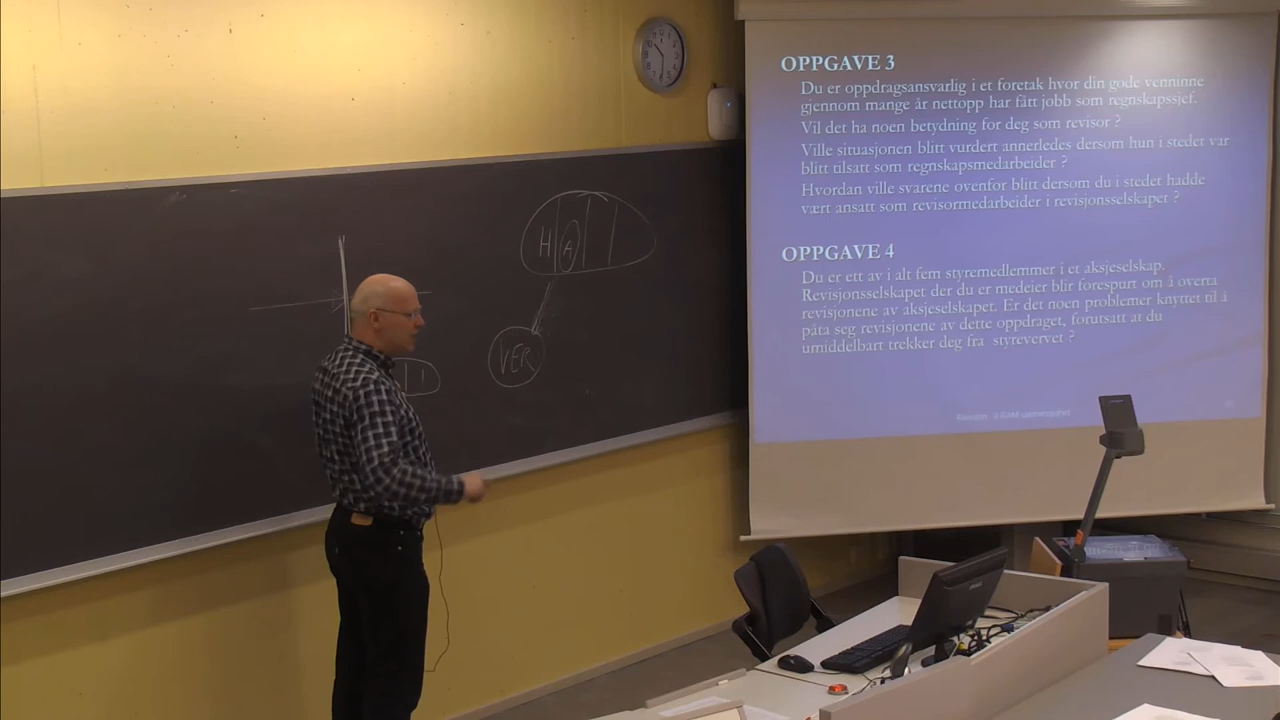 OPPGAVE 3
Du er oppdragsansvarlig i et foretak hvor din gode venninne
gjennom mange år nettopp har fått jobb som regnskapssjef.
Vil det ha noen betydning for deg som revisor ?
Ville situasjonen blitt vurdert annerledes dersom hun i stedet var
blitt tilsatt som regnskapsmedarbeider ?
Hvordan ville svarene ovenfor blitt dersom du i stedet hadde
vært ansatt som revisormedarbeider i revisjonsselskapet ?
OPPGAVE 4
Du er ett av i alt fem styremedlemmer i et aksjeselskap.
Revisjonsselskapet der du er medeier blir forespurt om å overta
revisjonene av aksjeselskapet. Er det noen problemer knyttet til å
påta seg revisjonene av dette oppdraget, forutsatt at du
umiddelbart trekker deg fra styrevervet ?
H A
VER